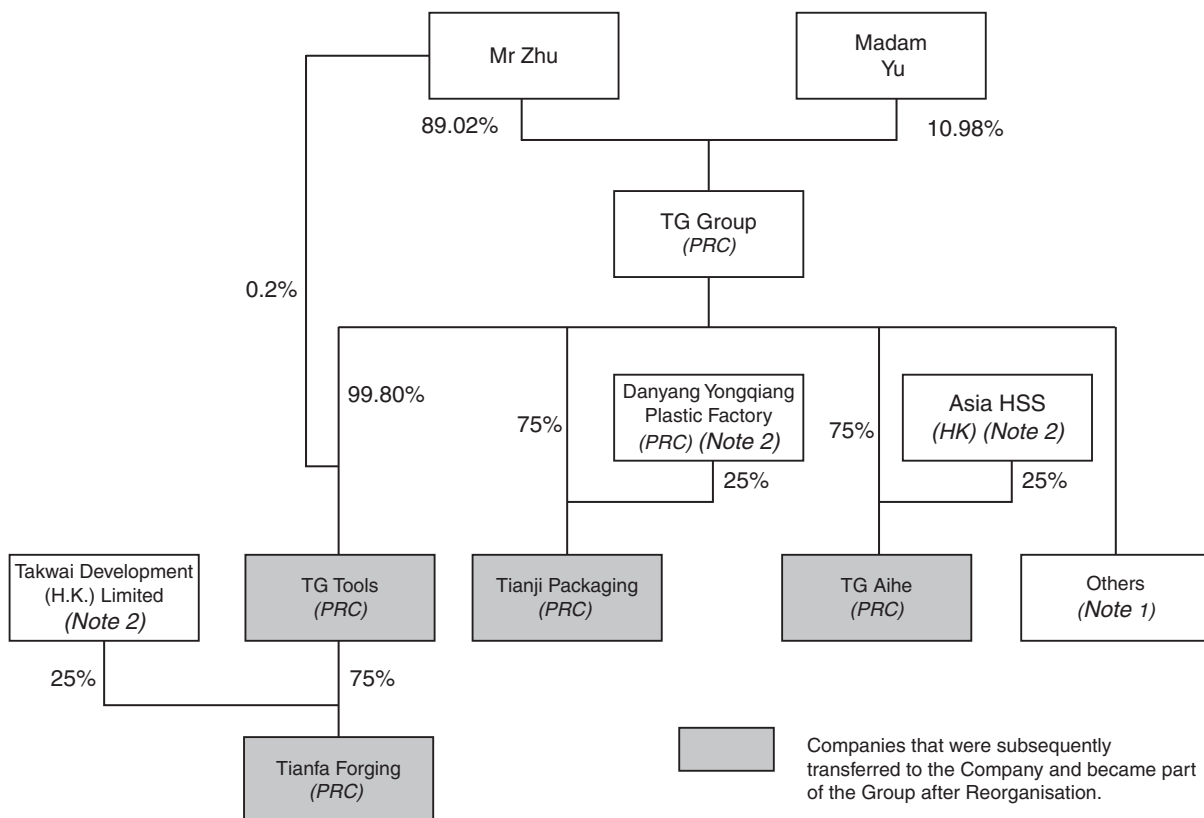 Mr Zhu
Madam
Yu
89.02%
10.98%
TG Group
(PRC)
0.2%
99.80%
75%
Danyang Yongqiang
Plastic Factory
(PRC) (Note 2)
25%
75%
Asia HSS
(HK) (Note 2)
25%
Takwai Development
(H.K.) Limited
(Note 2)
TG Tools
(PRC)
Tianji Packaging
(PRC)
TG Aihe
(PRC)
Others
(Note 1)
25%
75%
Tianfa Forging
(PRC)
Companies that were subsequently
transferred to the Company and became part
of the Group after Reorganisation.